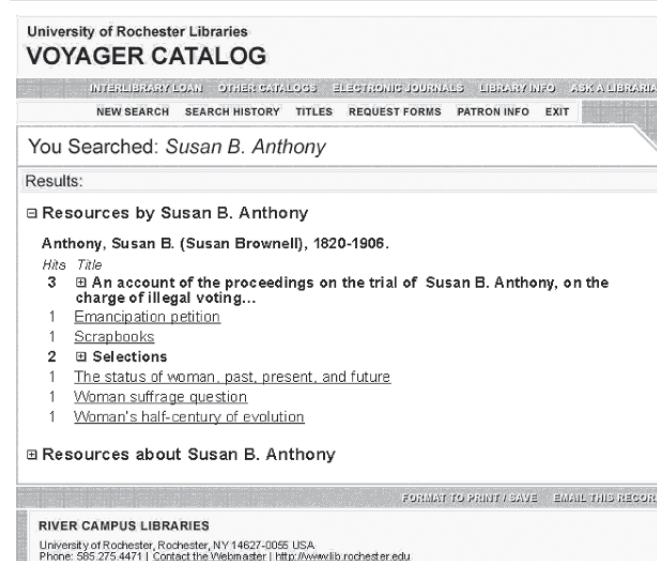 University of Rochester Libraries
VOYAGER CATALOG
INTERLIBRARY LOAN OTHER CATALOGS ELECTRONIC JOURNALS LIBRARY INFO ASK A LIBRARIA
NEW SEARCH SEARCH HISTORY TITLES REQUEST FORMS PATRON INFO EXIT
You Searched: Susan B. Anthony
Results:
⊟ Resources by Susan B. Anthony
Anthony, Susan B. (Susan Brownell), 1820-1906.
Hits Title
3 ⊞ An account of the proceedings on the trial of Susan B. Anthony, on the
charge of illegal voting...
1 Emancipation petition
1 Scrapbooks
2 ⊞ Selections
1 The status of woman, past, present, and future
1 Woman suffrage question
1 Woman's half-century of evolution
⊞ Resources about Susan B. Anthony
FORMAT TO PRINT / SAVE EMAIL THIS RECOR
RIVER CAMPUS LIBRARIES
University of Rochester, Rochester, NY 14627-0055 USA
Phone: 585.275.4471 | Contact the Webmaster | http://www.lib.rochester.edu